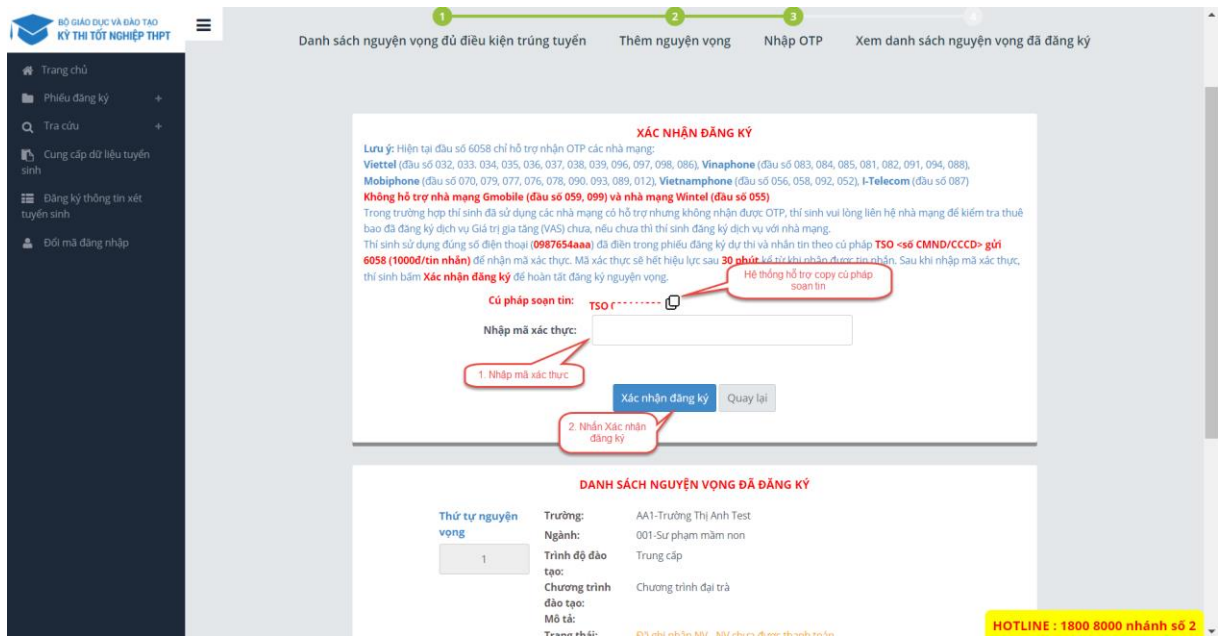 BỘ GIÁO DỤC VÀ ĐÀO TẠO
KỲ THI TỐT NGHIỆP THPT
Trang chủ
Phiếu đăng ký +
Tra cứu +
Cung cấp dữ liệu tuyển
sinh
Đăng ký thông tin xét
tuyển sinh
Đổi mã đăng nhập
1 2 3 4
Danh sách nguyện vọng đủ điều kiện trúng tuyển Thêm nguyện vọng Nhập OTP Xem danh sách nguyện vọng đã đăng ký
XÁC NHẬN ĐĂNG KÝ
Lưu ý: Hiện tại đầu số 6058 chỉ hỗ trợ nhận OTP các nhà mạng:
Viettel (đầu số 032, 033. 034, 035, 036, 037, 038, 039, 096, 097, 098, 086), Vinaphone (đầu số 083, 084, 085, 081, 082, 091, 094, 088),
Mobiphone (đầu số 070, 079, 077, 076, 078, 090. 093, 089, 012), Vietnamphone (đầu số 056, 058, 092, 052), I-Telecom (đầu số 087)
Không hỗ trợ nhà mạng Gmobile (đầu số 059, 099) và nhà mạng Wintel (đầu số 055)
Trong trường hợp thí sinh đã sử dụng các nhà mạng có hỗ trợ nhưng không nhận được OTP, thí sinh vui lòng liên hệ nhà mạng để kiểm tra thuê
bao đã đăng ký dịch vụ Giá trị gia tăng (VAS) chưa, nếu chưa thì thí sinh đăng ký dịch vụ với nhà mạng.
Thí sinh sử dụng đúng số điện thoại (0987654aaa) đã điền trong phiếu đăng ký dự thi và nhắn tin theo cú pháp TSO <số CMND/CCCD> gửi
6058 (1000đ/tin nhắn) để nhận mã xác thực. Mã xác thực sẽ hết hiệu lực sau 30 phút kể từ khi nhận được tin nhắn. Sau khi nhập mã xác thực,
thí sinh bấm Xác nhận đăng ký để hoàn tất đăng ký nguyện vọng.
Hệ thống hỗ trợ copy cú pháp
soạn tin
Cú pháp soạn tin: TSO
Nhập mã xác thực:
1. Nhập mã xác thực
Xác nhận đăng ký Quay lại
2. Nhấn Xác nhận
đăng ký
DANH SÁCH NGUYỆN VỌNG ĐÃ ĐĂNG KÝ
Thứ tự nguyện
vọng
1
Trường: AA1-Trường Thị Anh Test
Ngành: 001-Sư phạm mầm non
Trình độ đào Trung cấp
tạo:
Chương trình Chương trình đại trà
đào tạo:
Mô tả:
Trạng thái: Đã ghi nhận NV - NV chưa được thanh toán
HOTLINE : 1800 8000 nhánh số 2